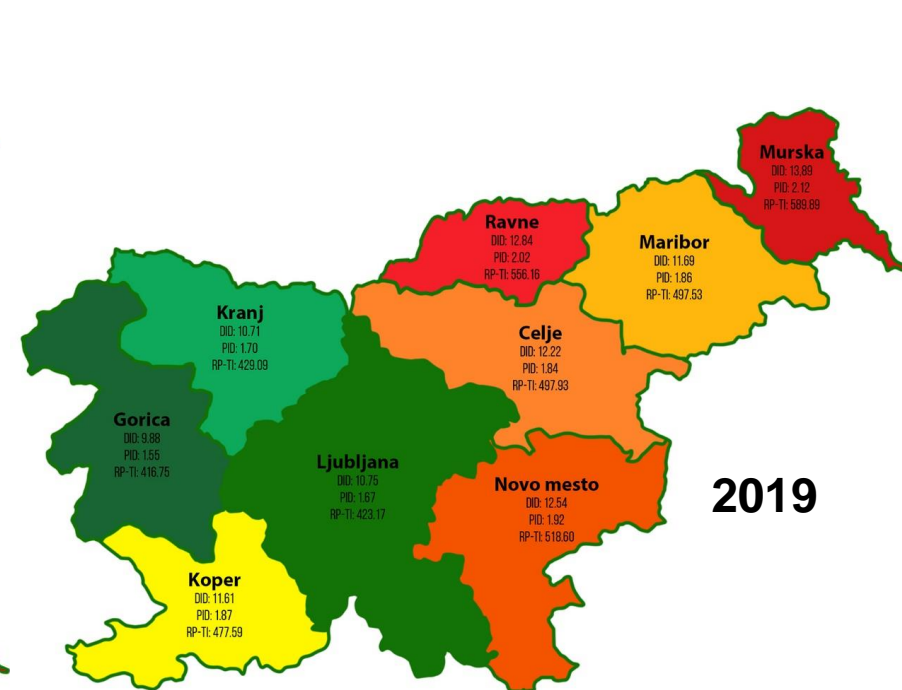 Murska
DID: 13,89
PID: 2.12
RP-TI: 589.89
Ravne
DID: 12.84
PID: 2.02
RP-TI: 556.16
Maribor
DID: 11.69
PID: 1.86
RP-TI: 497.53
Kranj
DID: 10.71
PID: 1.70
RP-TI: 429.09
Celje
DID: 12.22
PID: 1.84
RP-TI: 497.93
Gorica
DID: 9.88
PID: 1.55
RP-TI: 416.75
Ljubljana
DID: 10.75
PID: 1.67
RP-TI: 423.17
Novo mesto
DID: 12.54
PID: 1.92
RP-TI: 518.60
2019
Koper
DID: 11.61
PID: 1.87
RP-TI: 477.59